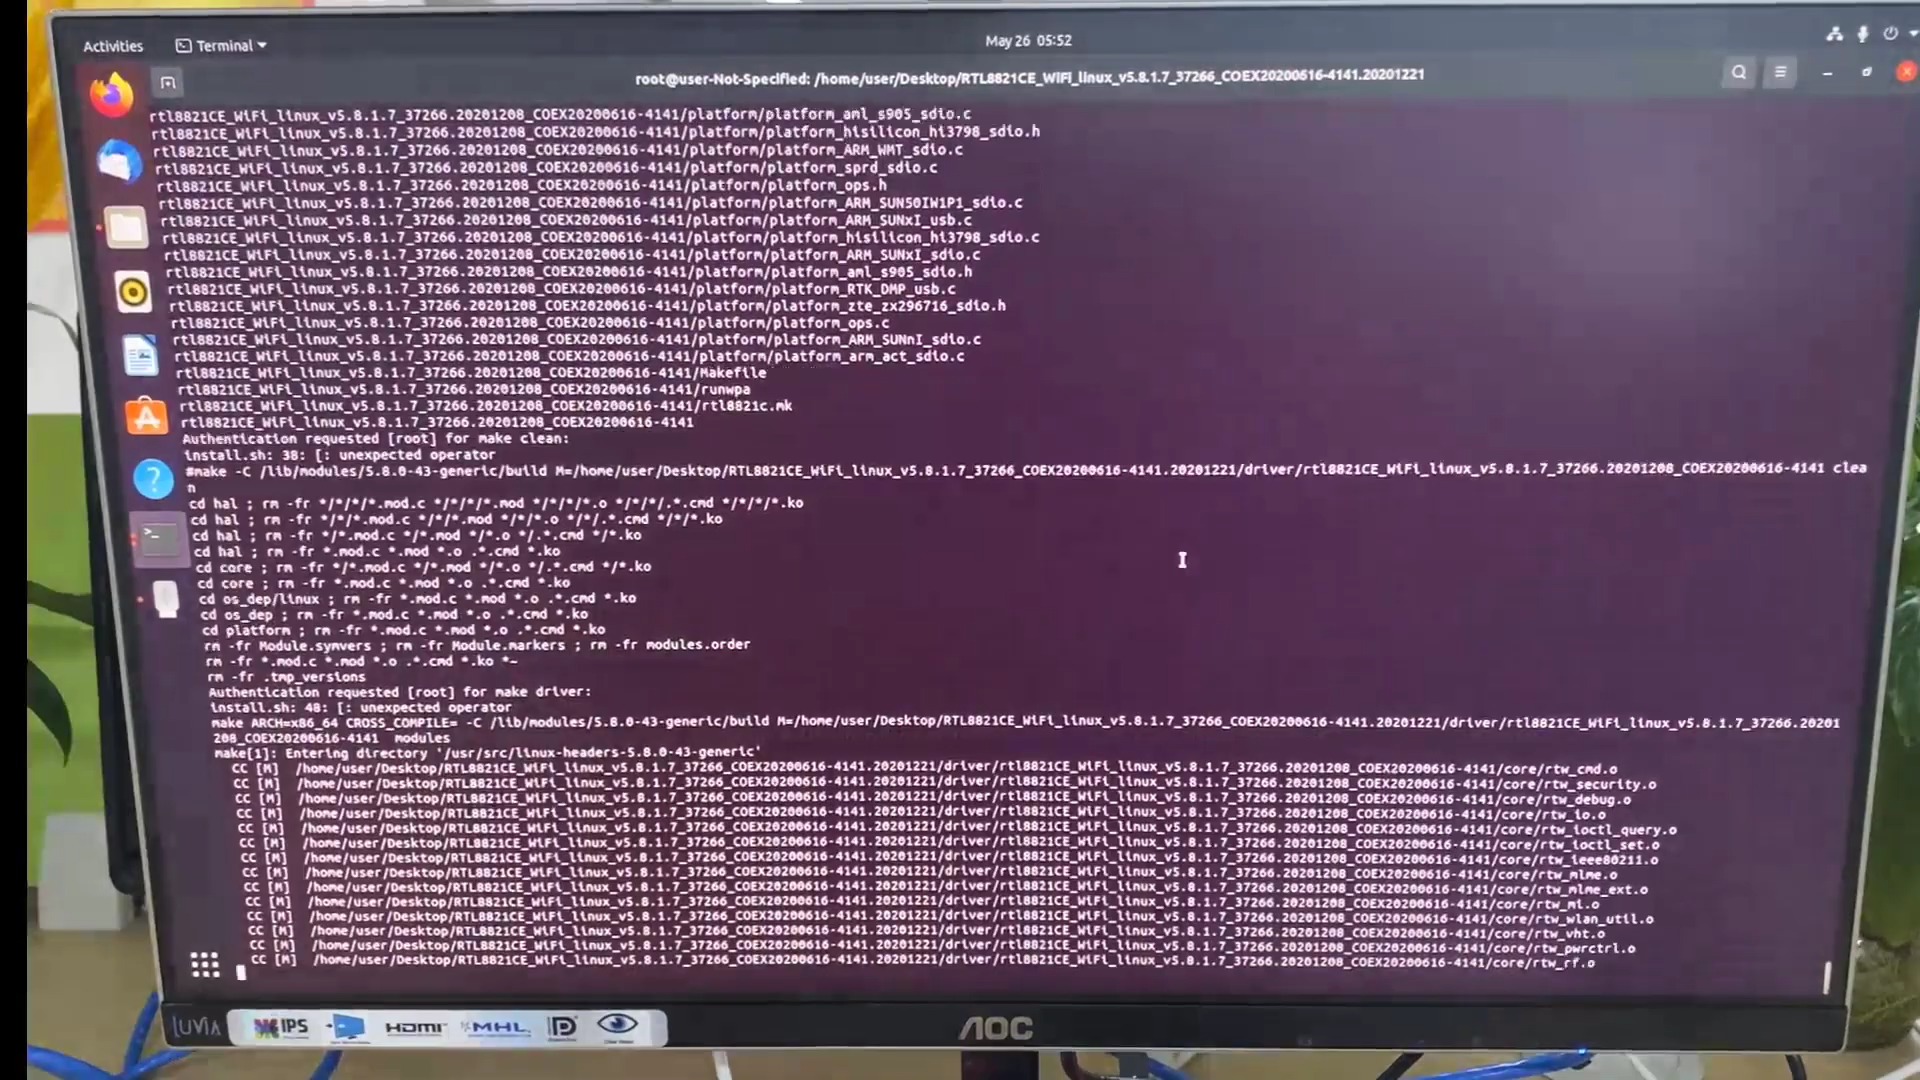 Activities
Terminal
May 26 05:52
root@user-Not-Specified: /home/user/Desktop/RTL8821CE_WiFi_linux_v5.8.1.7_37266_COEX20200616-4141.20201221
rtl8821CE_WiFi_linux_v5.8.1.7_37266.20201208_COEX20200616-4141/platform/platform_aml_s905_sdio.c
rtl8821CE_WiFi_linux_v5.8.1.7_37266.20201208_COEX20200616-4141/platform/platform_hisilicon_hi3798_sdio.h
rtl8821CE_WiFi_linux_v5.8.1.7_37266.20201208_COEX20200616-4141/platform/platform_ARM_WMT_sdio.c
rtl8821CE_WiFi_linux_v5.8.1.7_37266.20201208_COEX20200616-4141/platform/platform_sprd_sdio.c
rtl8821CE_WiFi_linux_v5.8.1.7_37266.20201208_COEX20200616-4141/platform/platform_ops.h
rtl8821CE_WiFi_linux_v5.8.1.7_37266.20201208_COEX20200616-4141/platform/platform_ARM_SUN50IW1P1_sdio.c
rtl8821CE_WiFi_linux_v5.8.1.7_37266.20201208_COEX20200616-4141/platform/platform_ARM_SUNxI_usb.c
rtl8821CE_WiFi_linux_v5.8.1.7_37266.20201208_COEX20200616-4141/platform/platform_hisilicon_hi3798_sdio.c
rtl8821CE_WiFi_linux_v5.8.1.7_37266.20201208_COEX20200616-4141/platform/platform_ARM_SUNxI_sdio.c
rtl8821CE_WiFi_linux_v5.8.1.7_37266.20201208_COEX20200616-4141/platform/platform_aml_s905_sdio.h
rtl8821CE_WiFi_linux_v5.8.1.7_37266.20201208_COEX20200616-4141/platform/platform_RTK_DMP_usb.c
rtl8821CE_WiFi_linux_v5.8.1.7_37266.20201208_COEX20200616-4141/platform/platform_zte_zx296716_sdio.h
rtl8821CE_WiFi_linux_v5.8.1.7_37266.20201208_COEX20200616-4141/platform/platform_ops.c
rtl8821CE_WiFi_linux_v5.8.1.7_37266.20201208_COEX20200616-4141/platform/platform_ARM_SUNnI_sdio.c
rtl8821CE_WiFi_linux_v5.8.1.7_37266.20201208_COEX20200616-4141/platform/platform_arm_act_sdio.c
rtl8821CE_WiFi_linux_v5.8.1.7_37266.20201208_COEX20200616-4141/Makefile
rtl8821CE_WiFi_linux_v5.8.1.7_37266.20201208_COEX20200616-4141/runwpa
rtl8821CE_WiFi_linux_v5.8.1.7_37266.20201208_COEX20200616-4141/rtl8821c.mk
rtl8821CE_WiFi_linux_v5.8.1.7_37266.20201208_COEX20200616-4141
Authentication requested [root] for make clean:
install.sh: 38: [: unexpected operator
#make -C /lib/modules/5.8.0-43-generic/build M=/home/user/Desktop/RTL8821CE_WiFi_linux_v5.8.1.7_37266_COEX20200616-4141.20201221/driver/rtl8821CE_WiFi_linux_v5.8.1.7_37266.20201208_COEX20200616-4141 clea
n
cd hal ; rm -fr */*/*/*.mod.c */*/*/*.mod */*/*/*.o */*/*/.*.cmd */*/*/*.ko
cd hal ; rm -fr */*/*.mod.c */*/*.mod */*/*.o */*/.*.cmd */*/*.ko
cd hal ; rm -fr */*.mod.c */*.mod */*.o */.*.cmd */*.ko
cd hal ; rm -fr *.mod.c *.mod *.o .*.cmd *.ko
cd core ; rm -fr */*.mod.c */*.mod */*.o */.*.cmd */*.ko
cd core ; rm -fr *.mod.c *.mod *.o .*.cmd *.ko
cd os_dep/linux ; rm -fr *.mod.c *.mod *.o .*.cmd *.ko
cd os_dep ; rm -fr *.mod.c *.mod *.o .*.cmd *.ko
cd platform ; rm -fr *.mod.c *.mod *.o .*.cmd *.ko
rm -fr Module.symvers ; rm -fr Module.markers ; rm -fr modules.order
rm -fr *.mod.c *.mod *.o .*.cmd *.ko *~
rm -fr .tmp_versions
Authentication requested [root] for make driver:
install.sh: 48: [: unexpected operator
make ARCH=x86_64 CROSS_COMPILE= -C /lib/modules/5.8.0-43-generic/build M=/home/user/Desktop/RTL8821CE_WiFi_linux_v5.8.1.7_37266_COEX20200616-4141.20201221/driver/rtl8821CE_WiFi_linux_v5.8.1.7_37266.20201
208_COEX20200616-4141 modules
make[1]: Entering directory '/usr/src/linux-headers-5.8.0-43-generic'
CC [M] /home/user/Desktop/RTL8821CE_WiFi_linux_v5.8.1.7_37266_COEX20200616-4141.20201221/driver/rtl8821CE_WiFi_linux_v5.8.1.7_37266.20201208_COEX20200616-4141/core/rtw_cmd.o
CC [M] /home/user/Desktop/RTL8821CE_WiFi_linux_v5.8.1.7_37266_COEX20200616-4141.20201221/driver/rtl8821CE_WiFi_linux_v5.8.1.7_37266.20201208_COEX20200616-4141/core/rtw_security.o
CC [M] /home/user/Desktop/RTL8821CE_WiFi_linux_v5.8.1.7_37266_COEX20200616-4141.20201221/driver/rtl8821CE_WiFi_linux_v5.8.1.7_37266.20201208_COEX20200616-4141/core/rtw_debug.o
CC [M] /home/user/Desktop/RTL8821CE_WiFi_linux_v5.8.1.7_37266_COEX20200616-4141.20201221/driver/rtl8821CE_WiFi_linux_v5.8.1.7_37266.20201208_COEX20200616-4141/core/rtw_io.o
CC [M] /home/user/Desktop/RTL8821CE_WiFi_linux_v5.8.1.7_37266_COEX20200616-4141.20201221/driver/rtl8821CE_WiFi_linux_v5.8.1.7_37266.20201208_COEX20200616-4141/core/rtw_ioctl_query.o
CC [M] /home/user/Desktop/RTL8821CE_WiFi_linux_v5.8.1.7_37266_COEX20200616-4141.20201221/driver/rtl8821CE_WiFi_linux_v5.8.1.7_37266.20201208_COEX20200616-4141/core/rtw_ioctl_set.o
CC [M] /home/user/Desktop/RTL8821CE_WiFi_linux_v5.8.1.7_37266_COEX20200616-4141.20201221/driver/rtl8821CE_WiFi_linux_v5.8.1.7_37266.20201208_COEX20200616-4141/core/rtw_ieee80211.o
CC [M] /home/user/Desktop/RTL8821CE_WiFi_linux_v5.8.1.7_37266_COEX20200616-4141.20201221/driver/rtl8821CE_WiFi_linux_v5.8.1.7_37266.20201208_COEX20200616-4141/core/rtw_mlme.o
CC [M] /home/user/Desktop/RTL8821CE_WiFi_linux_v5.8.1.7_37266_COEX20200616-4141.20201221/driver/rtl8821CE_WiFi_linux_v5.8.1.7_37266.20201208_COEX20200616-4141/core/rtw_mlme_ext.o
CC [M] /home/user/Desktop/RTL8821CE_WiFi_linux_v5.8.1.7_37266_COEX20200616-4141.20201221/driver/rtl8821CE_WiFi_linux_v5.8.1.7_37266.20201208_COEX20200616-4141/core/rtw_mi.o
CC [M] /home/user/Desktop/RTL8821CE_WiFi_linux_v5.8.1.7_37266_COEX20200616-4141.20201221/driver/rtl8821CE_WiFi_linux_v5.8.1.7_37266.20201208_COEX20200616-4141/core/rtw_wlan_util.o
CC [M] /home/user/Desktop/RTL8821CE_WiFi_linux_v5.8.1.7_37266_COEX20200616-4141.20201221/driver/rtl8821CE_WiFi_linux_v5.8.1.7_37266.20201208_COEX20200616-4141/core/rtw_vht.o
CC [M] /home/user/Desktop/RTL8821CE_WiFi_linux_v5.8.1.7_37266_COEX20200616-4141.20201221/driver/rtl8821CE_WiFi_linux_v5.8.1.7_37266.20201208_COEX20200616-4141/core/rtw_pwrctrl.o
CC [M] /home/user/Desktop/RTL8821CE_WiFi_linux_v5.8.1.7_37266_COEX20200616-4141.20201221/driver/rtl8821CE_WiFi_linux_v5.8.1.7_37266.20201208_COEX20200616-4141/core/rtw_rf.o
LUVIA IPS HDMI MHL AOC